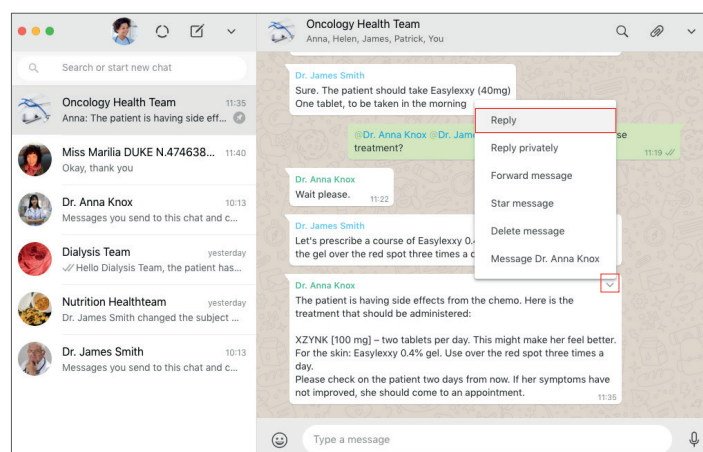 Oncology Health Team
Anna, Helen, James, Patrick, You
Search or start new chat
Oncology Health Team 11:35
Anna: The patient is having side eff...
Miss Marilia DUKE N.474638... 11:40
Okay, thank you
Dr. Anna Knox 10:13
Messages you send to this chat and c...
Dialysis Team yesterday
Hello Dialysis Team, the patient has...
Nutrition Healthteam yesterday
Dr. James Smith changed the subject ...
Dr. James Smith 10:13
Messages you send to this chat and c...
Dr. James Smith
Sure. The patient should take Easylexxy (40mg)
One tablet, to be taken in the morning
@Dr. Anna Knox @Dr. Jam
treatment?
11:19
Dr. Anna Knox
Wait please. 11:22
Dr. James Smith
Let's prescribe a course of Easylexxy 0.
the gel over the red spot three times a
Reply
Reply privately
Forward message
Star message
Delete message
Message Dr. Anna Knox
Dr. Anna Knox
The patient is having side effects from the chemo. Here is the
treatment that should be administered:
XZYNK [100 mg] – two tablets per day. This might make her feel better.
For the skin: Easylexxy 0.4% gel. Use over the red spot three times a
day.
Please check on the patient two days from now. If her symptoms have
not improved, she should come to an appointment. 11:35
Type a message